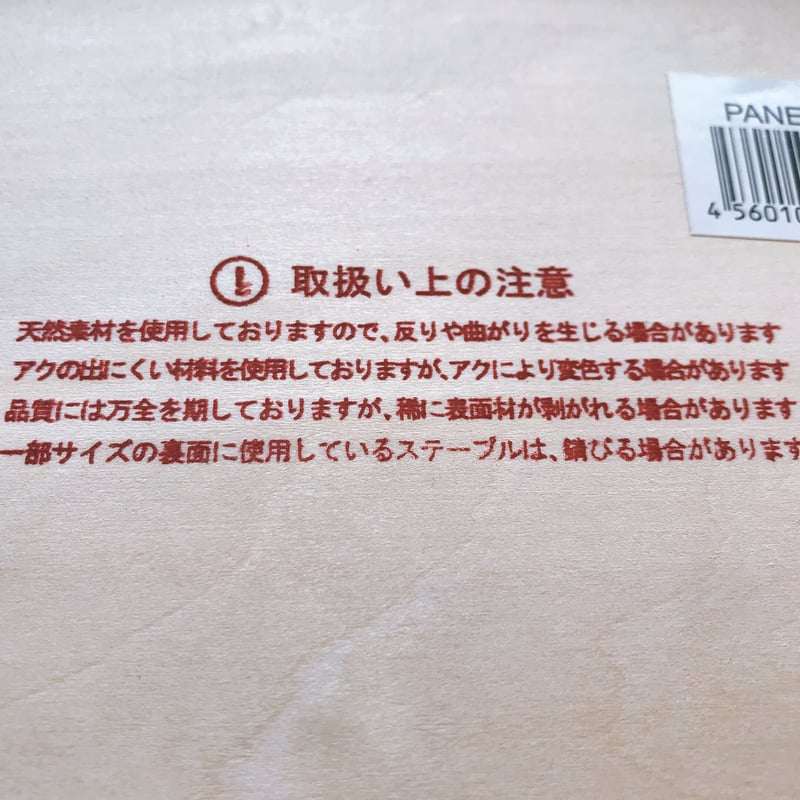 PANE
4 56010
取扱い上の注意
天然素材を使用しておりますので、反りや曲がりを生じる場合があります
アクの出にくい材料を使用しておりますが、アクにより変色する場合があります
品質には万全を期しておりますが、稀に表面材が剥がれる場合があります
一部サイズの裏面に使用しているステープルは、錆びる場合があります